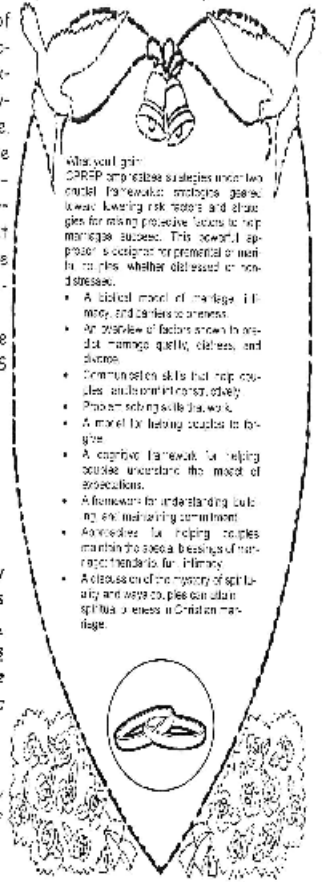 What you'll gain:
CPREP emphasizes strategies under two
crucial frameworks: strategies geared
toward lowering risk factors and strate-
gies for raising protective factors to help
marriages succeed. This powerful ap-
proach is designed for premarital or mari-
tal couples, whether distressed or non-
distressed.
• A biblical model of marriage, inti-
macy, and barriers to oneness.
• An overview of factors shown to pre-
dict marriage quality, distress, and
divorce.
• Communication skills that help cou-
ples handle conflict constructively.
• Problem solving skills that work.
• A model for helping couples to for-
give.
• A cognitive framework for helping
couples understand the impact of
expectations.
• A framework for understanding, build-
ing, and maintaining commitment.
• Approaches for helping couples
maintain the special blessings of mar-
riage: friendship, fun, intimacy.
• A discussion of the mystery of spiritu-
ality and ways couples can attain
spiritual oneness in Christian mar-
riage.